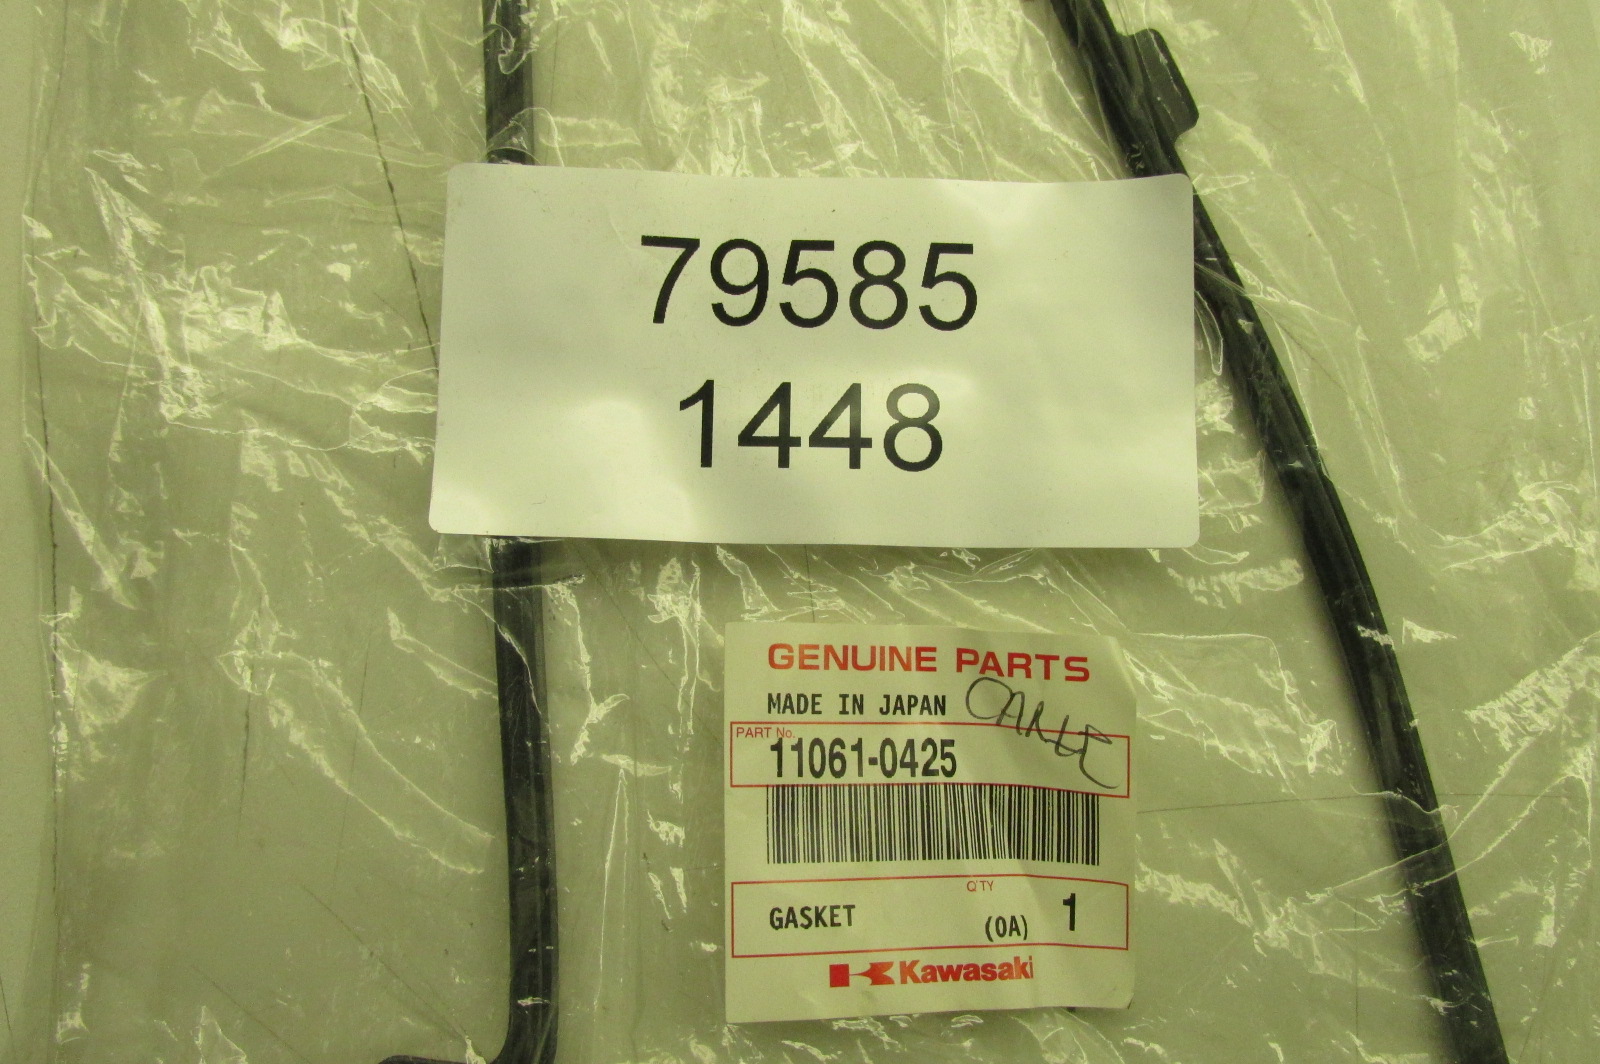 79585
1448
GENUINE PARTS
MADE IN JAPAN
PART No.
11061-0425
Q'TY
GASKET (0A) 1
Kawasaki